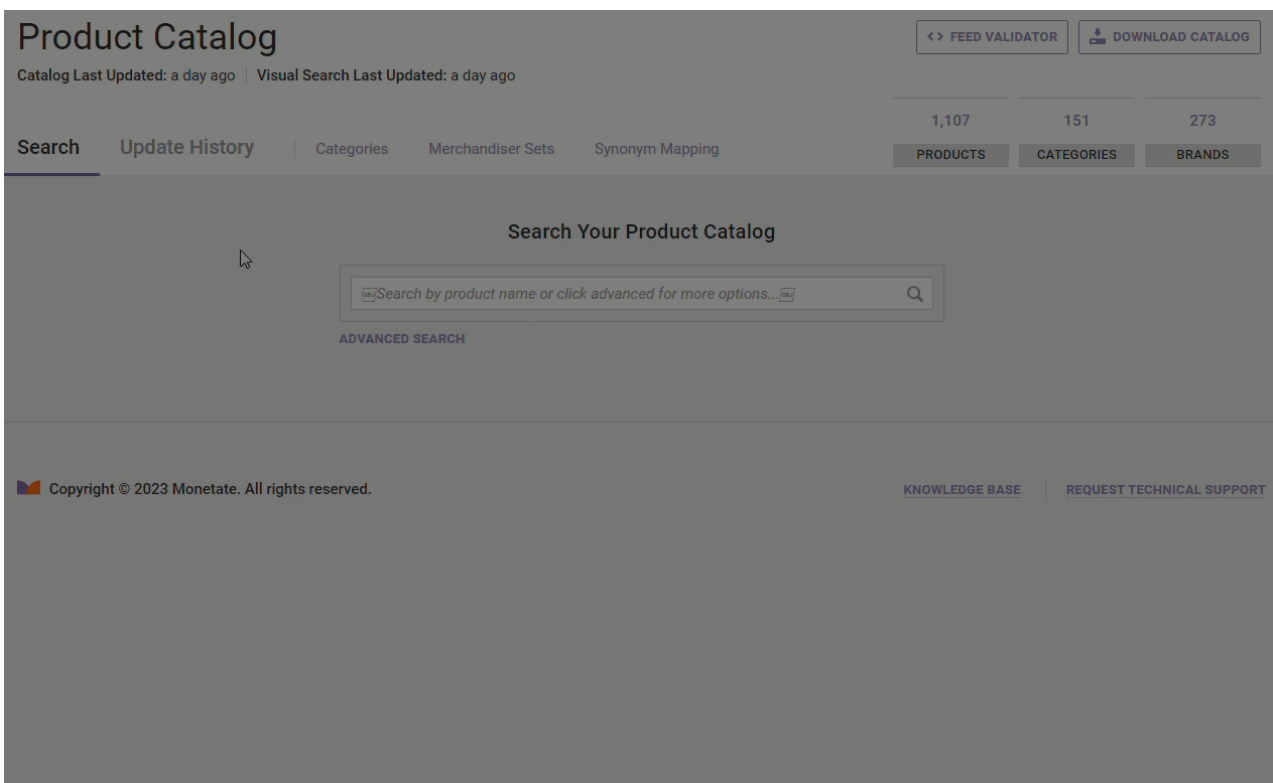 Product Catalog
FEED VALIDATOR
DOWNLOAD CATALOG
Catalog Last Updated: a day ago | Visual Search Last Updated: a day ago
1,107 151 273
Search Update History | Categories Merchandiser Sets Synonym Mapping
PRODUCTS CATEGORIES BRANDS
Search Your Product Catalog
Search by product name or click advanced for more options...
ADVANCED SEARCH
Copyright © 2023 Monetate. All rights reserved.
KNOWLEDGE BASE | REQUEST TECHNICAL SUPPORT